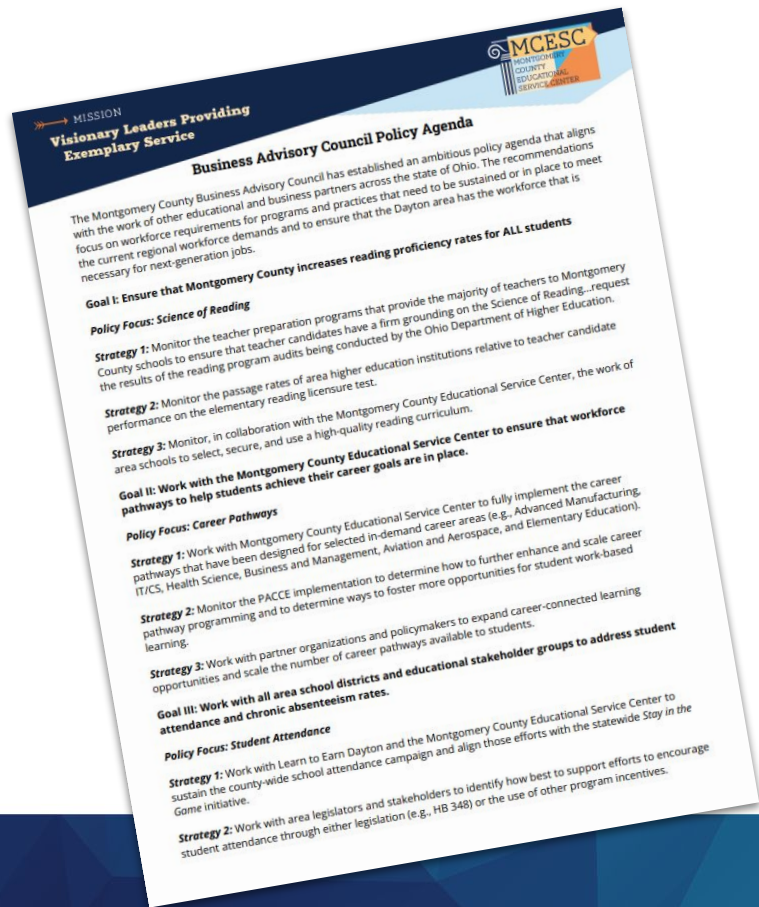 MISSION
Visionary Leaders Providing
Exemplary Service
MCESC
MONTGOMERY
COUNTY
EDUCATIONAL
SERVICE CENTER
Business Advisory Council Policy Agenda
The Montgomery County Business Advisory Council has established an ambitious policy agenda that aligns
with the work of other educational and business partners across the state of Ohio. The recommendations
focus on workforce requirements for programs and practices that need to be sustained or in place to meet
the current regional workforce demands and to ensure that the Dayton area has the workforce that is
necessary for next-generation jobs.
Goal I: Ensure that Montgomery County increases reading proficiency rates for ALL students
Policy Focus: Science of Reading
Strategy 1: Monitor the teacher preparation programs that provide the majority of teachers to Montgomery
County schools to ensure that teacher candidates have a firm grounding on the Science of Reading...request
the results of the reading program audits being conducted by the Ohio Department of Higher Education.
Strategy 2: Monitor the passage rates of area higher education institutions relative to teacher candidate
performance on the elementary reading licensure test.
Strategy 3: Monitor, in collaboration with the Montgomery County Educational Service Center, the work of
area schools to select, secure, and use a high-quality reading curriculum.
Goal II: Work with the Montgomery County Educational Service Center to ensure that workforce
pathways to help students achieve their career goals are in place.
Policy Focus: Career Pathways
Strategy 1: Work with Montgomery County Educational Service Center to fully implement the career
pathways that have been designed for selected in-demand career areas (e.g., Advanced Manufacturing,
IT/CS, Health Science, Business and Management, Aviation and Aerospace, and Elementary Education).
Strategy 2: Monitor the PACCE implementation to determine how to further enhance and scale career
pathway programming and to determine ways to foster more opportunities for student work-based
learning.
Strategy 3: Work with partner organizations and policymakers to expand career-connected learning
opportunities and scale the number of career pathways available to students.
Goal III: Work with all area school districts and educational stakeholder groups to address student
attendance and chronic absenteeism rates.
Policy Focus: Student Attendance
Strategy 1: Work with Learn to Earn Dayton and the Montgomery County Educational Service Center to
sustain the county-wide school attendance campaign and align those efforts with the statewide Stay in the
Game initiative.
Strategy 2: Work with area legislators and stakeholders to identify how best to support efforts to encourage
student attendance through either legislation (e.g., HB 348) or the use of other program incentives.